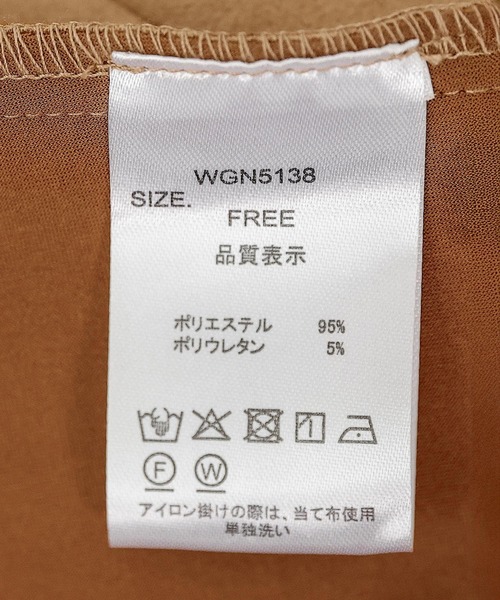 WGN5138
SIZE.
FREE
品質表示
ポリエステル 95%
ポリウレタン 5%
F W
アイロン掛けの際は、当て布使用
単独洗い